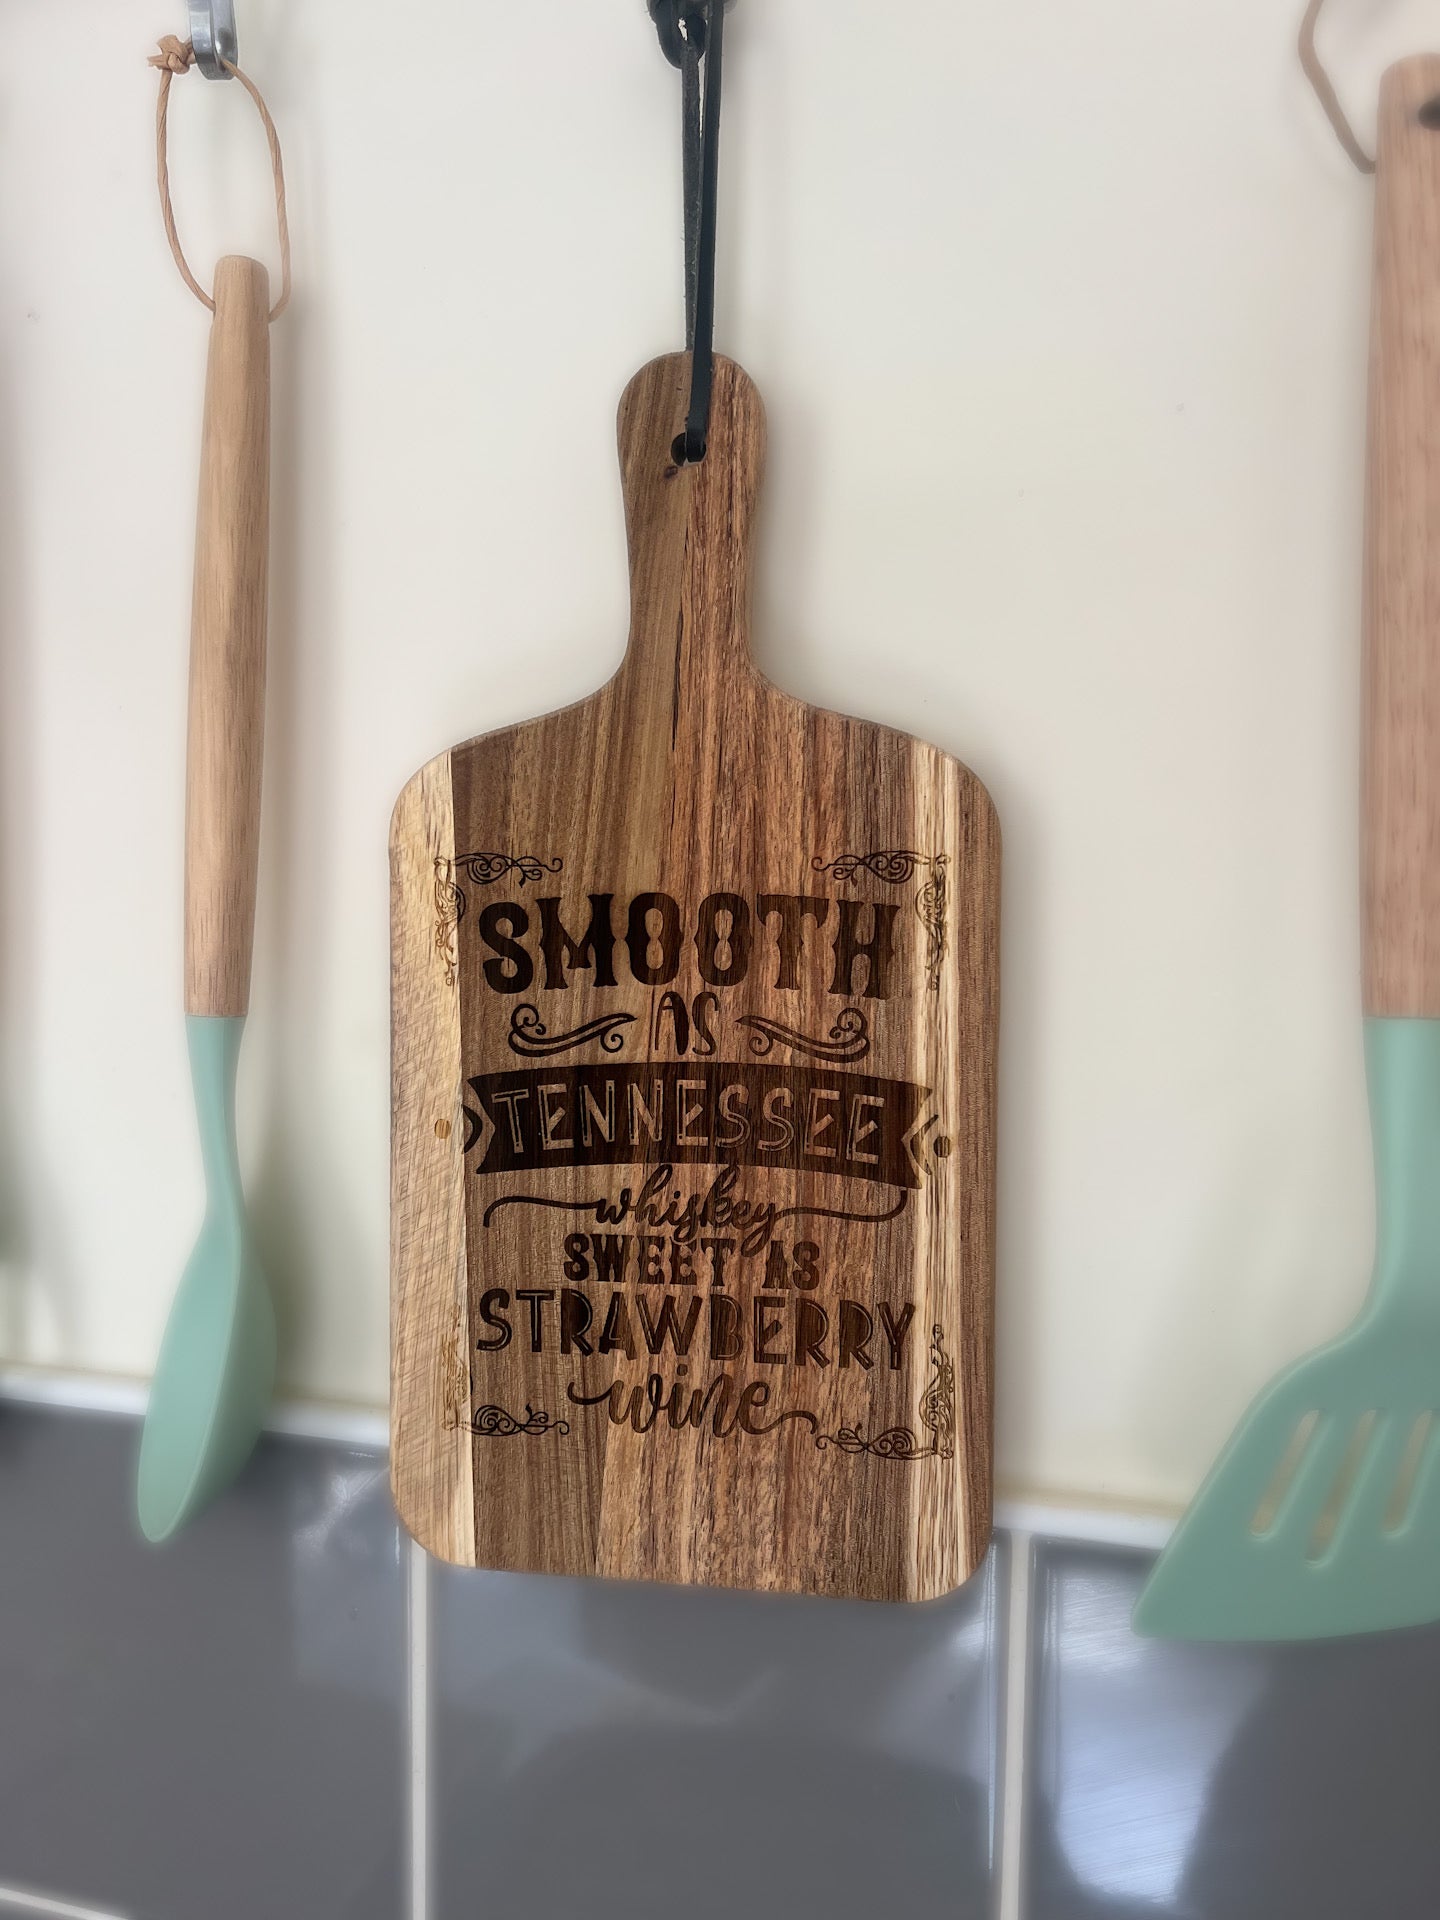 SMOOTH
AS
TENNESSEE
whiskey
SWEET AS
STRAWBERRY
wine